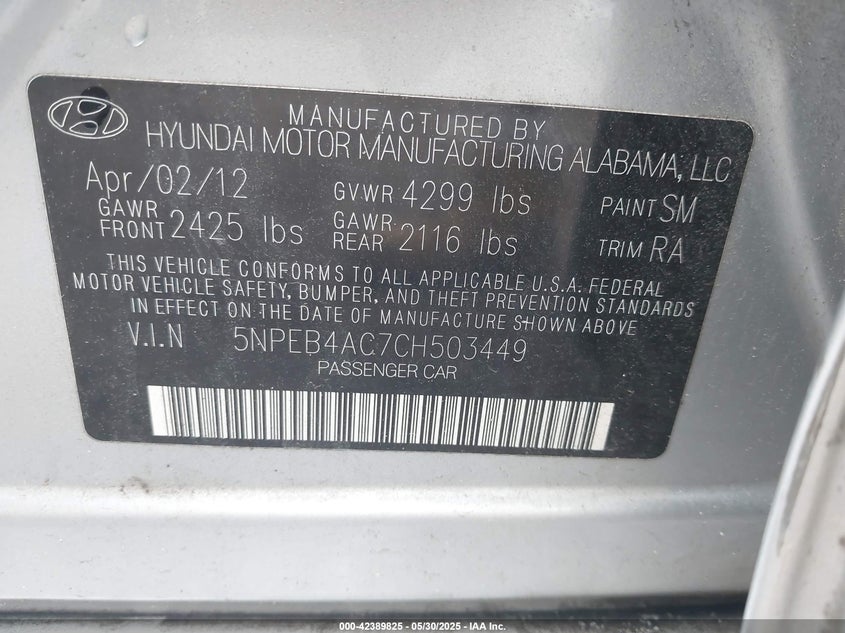 MANUFACTURED BY
HYUNDAI MOTOR MANUFACTURING ALABAMA, LLC
Apr/02/12 GVWR 4299 lbs PAINT SM
GAWR FRONT 2425 lbs GAWR REAR 2116 lbs TRIM RA
THIS VEHICLE CONFORMS TO ALL APPLICABLE U.S.A. FEDERAL
MOTOR VEHICLE SAFETY, BUMPER, AND THEFT PREVENTION STANDARDS
IN EFFECT ON THE DATE OF MANUFACTURE SHOWN ABOVE
V.I.N 5NPEB4AC7CH503449
PASSENGER CAR
000-42389825 - 05/30/2025 - IAA Inc.